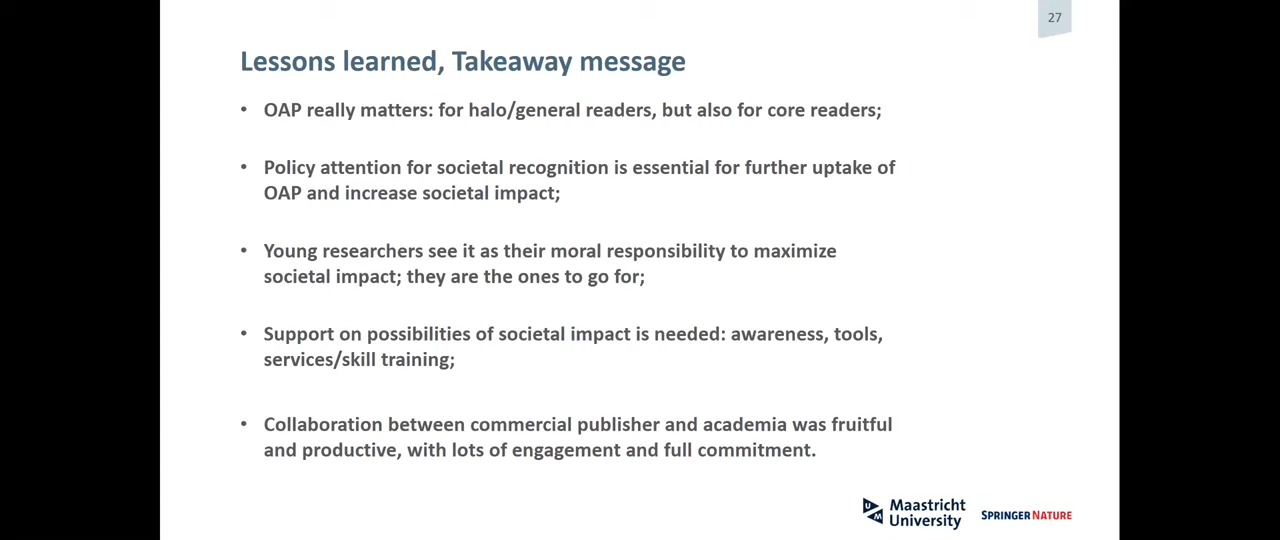 27
Lessons learned, Takeaway message
• OAP really matters: for halo/general readers, but also for core readers;
• Policy attention for societal recognition is essential for further uptake of
OAP and increase societal impact;
• Young researchers see it as their moral responsibility to maximize
societal impact; they are the ones to go for;
• Support on possibilities of societal impact is needed: awareness, tools,
services/skill training;
• Collaboration between commercial publisher and academia was fruitful
and productive, with lots of engagement and full commitment.
UM Maastricht
University
SPRINGER NATURE